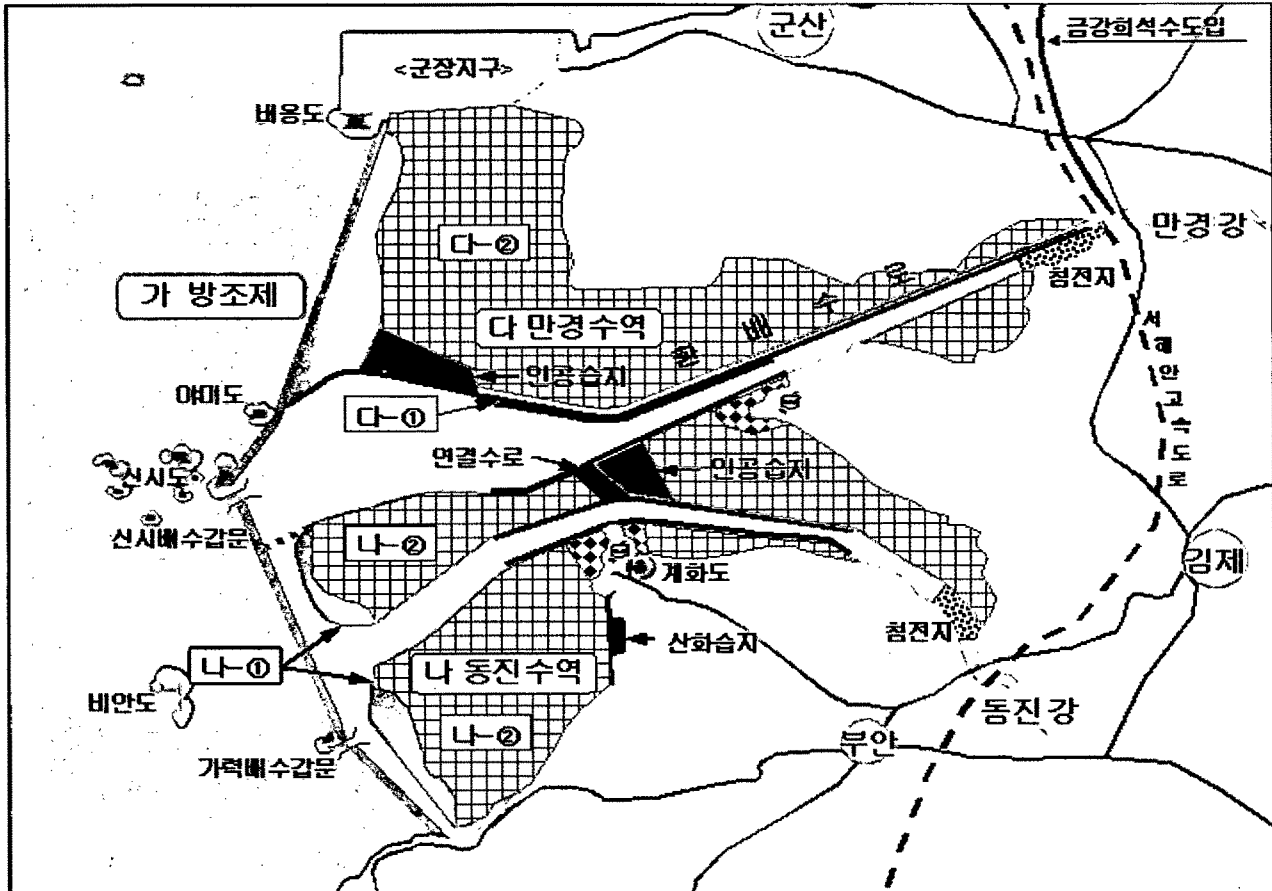 군산
금강희석수도입
<군장지구>
배응도
만경강
다-②
침전지
가 방조제
다 만경수역
환배수로
서해안고속도로
인공습지
야미도
다-①
연결수로
인공습지
신시도
신시배수갑문
나-②
계화도
김제
침전지
산화습지
나-①
나 동진수역
비안도
동진강
나-②
부안
가력배수갑문